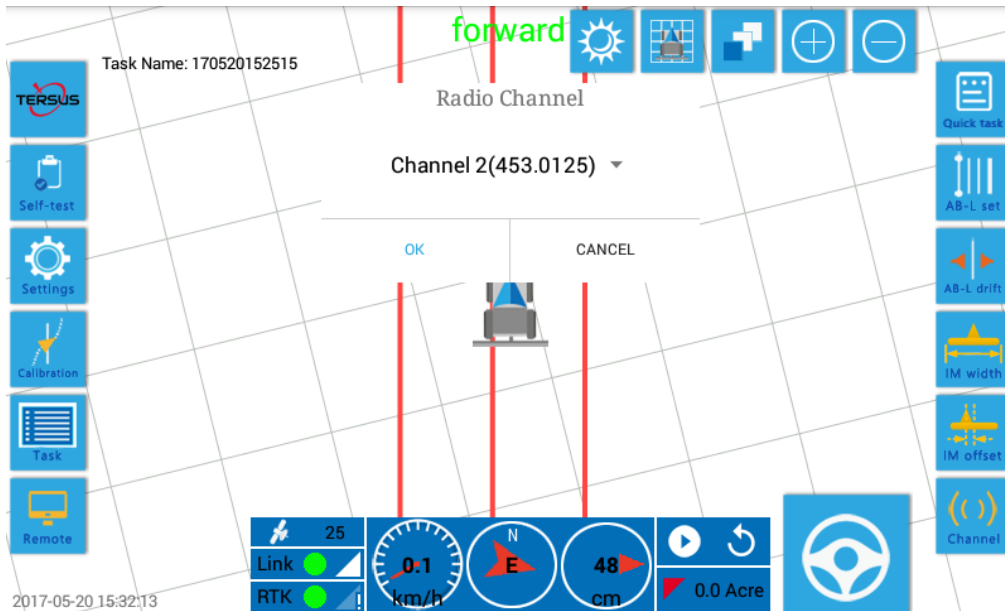 forward
Task Name: 170520152515
TERSUS
Radio Channel
Quick task
Channel 2(453.0125)
Self-test
AB-L set
OK
CANCEL
Settings
AB-L drift
Calibration
IM width
Task
IM offset
Remote
Channel
25
Link
RTK
!
0.1
km/h
N
E
48
cm
0.0 Acre
2017-05-20 15:32:13